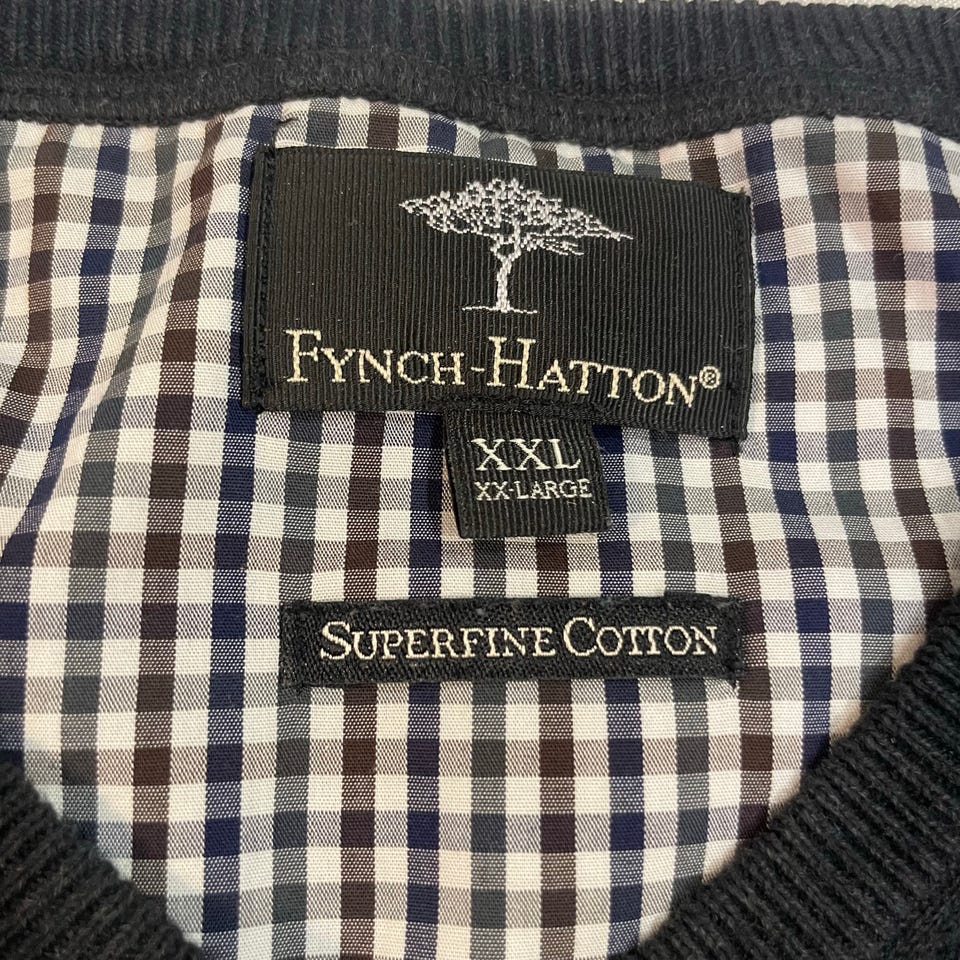 FYNCH-HATTON®
XXL
XX-LARGE
SUPERFINE COTTON